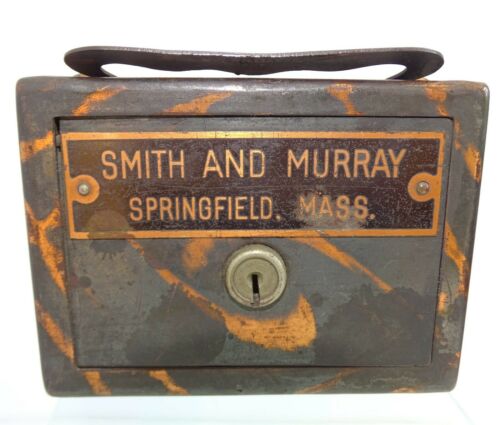 SMITH AND MURRAY
SPRINGFIELD. MASS.